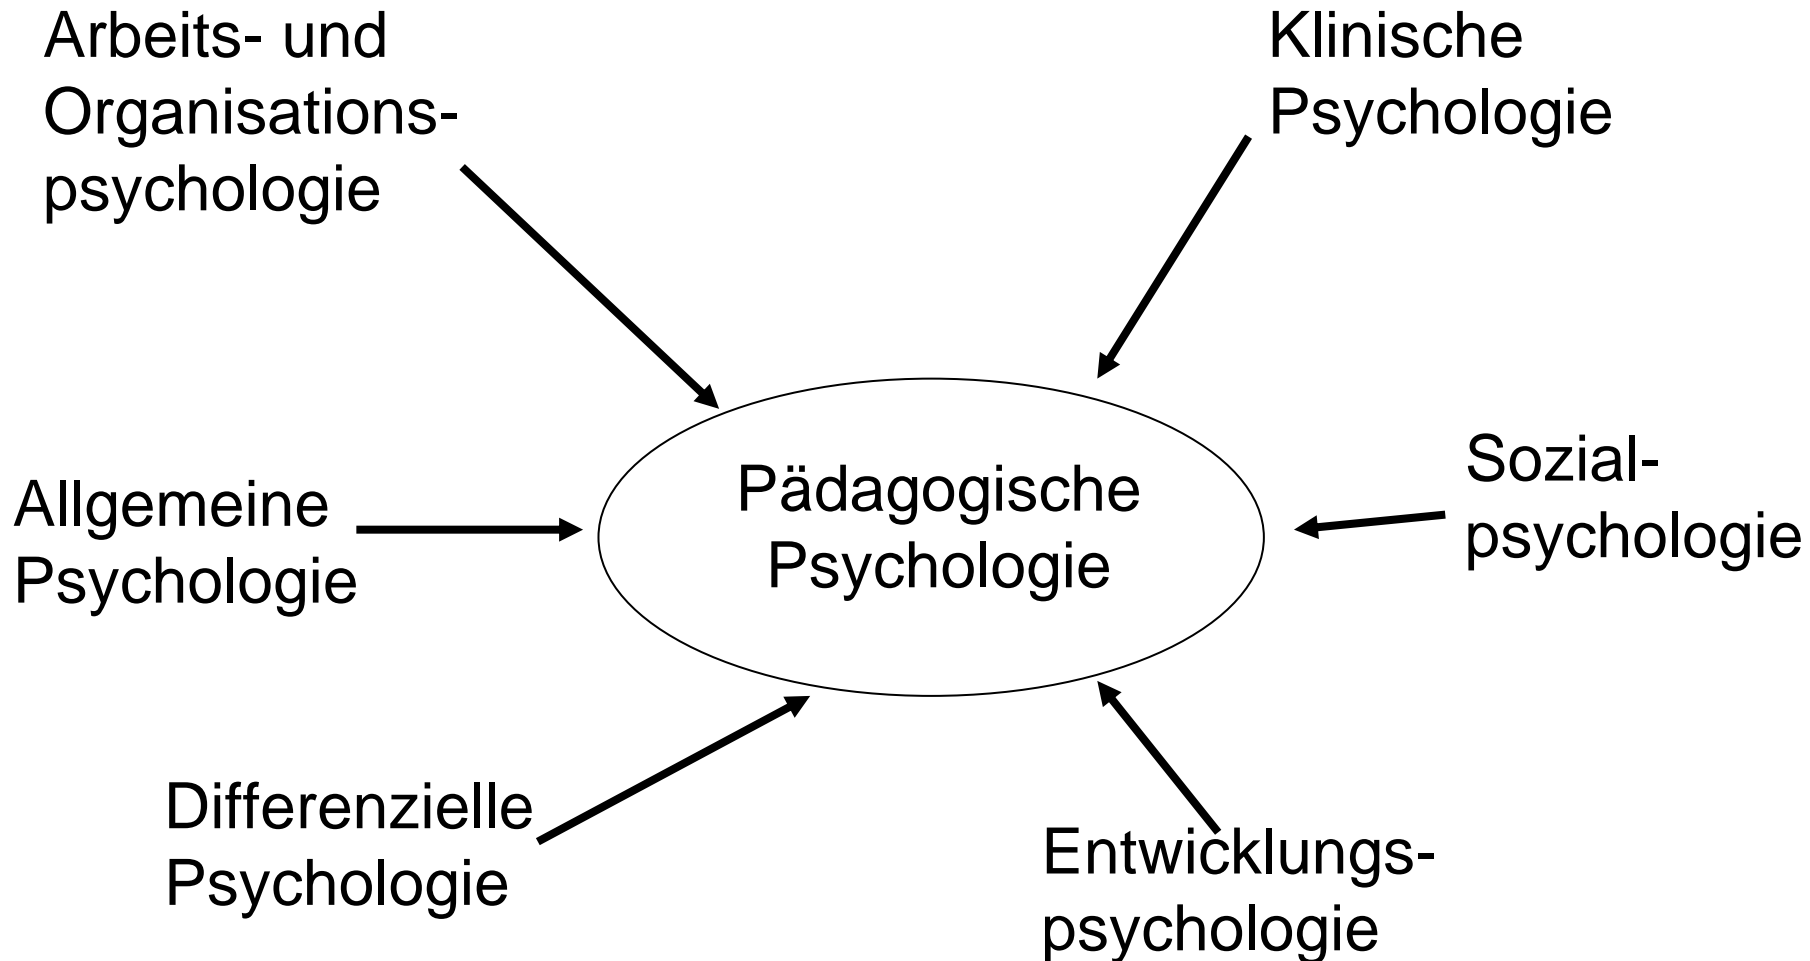 Arbeits- und
Organisations-
psychologie
Klinische
Psychologie
Allgemeine
Psychologie
Pädagogische
Psychologie
Sozial-
psychologie
Differenzielle
Psychologie
Entwicklungs-
psychologie